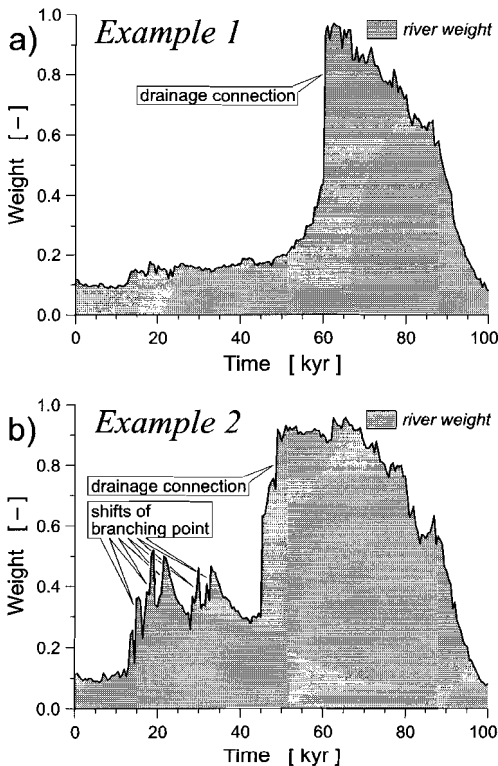 a)
Example 1
river weight
drainage connection
Weight [ – ]
1.0
0.8
0.6
0.4
0.2
0.0
0 20 40 60 80 100
Time [ kyr ]
b)
Example 2
river weight
drainage connection
shifts of
branching point
Weight [ – ]
1.0
0.8
0.6
0.4
0.2
0.0
0 20 40 60 80 100
Time [ kyr ]